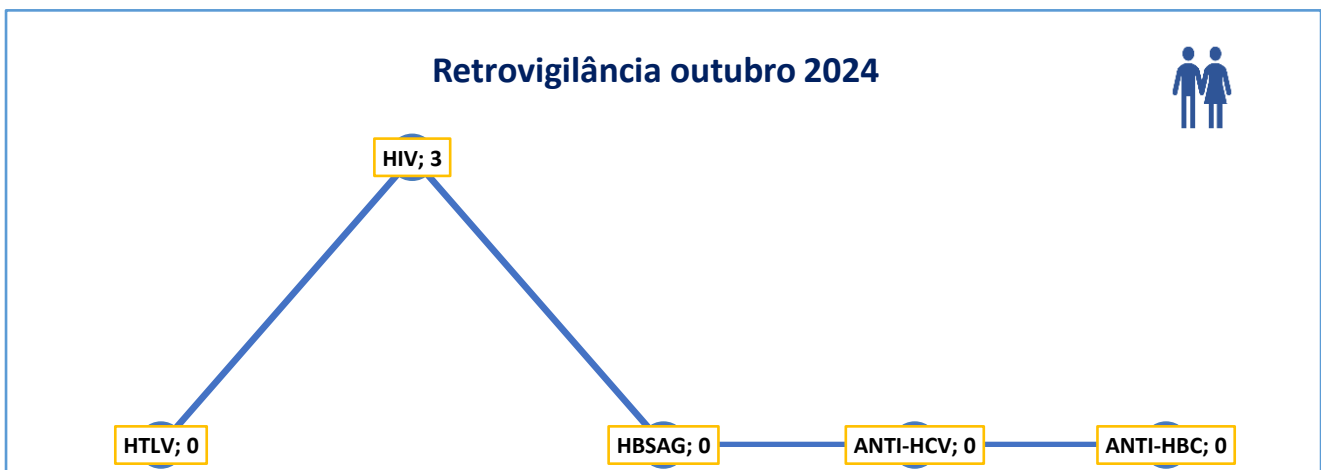 Retrovigilância outubro 2024
HIV; 3
HTLV; 0
HBSAG; 0
ANTI-HCV; 0
ANTI-HBC; 0